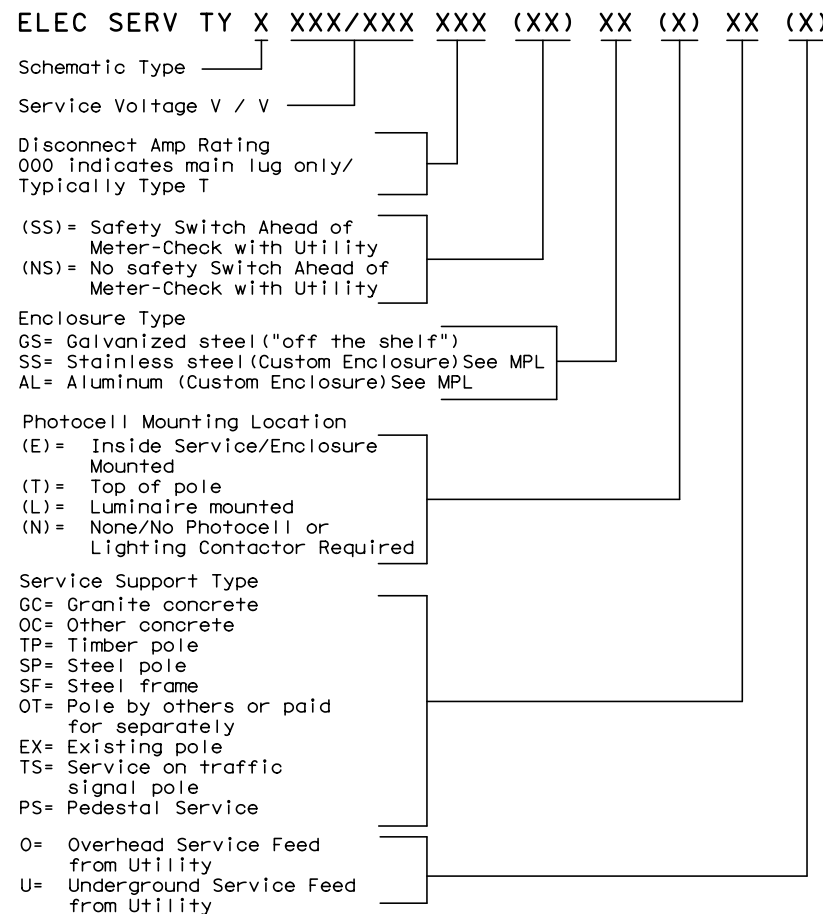 ELEC SERV TY X XXX/XXX XXX (XX) XX (X) XX (X)
Schematic Type
Service Voltage V / V
Disconnect Amp Rating
000 indicates main lug only/
Typically Type T
(SS)= Safety Switch Ahead of
Meter-Check with Utility
(NS)= No safety Switch Ahead of
Meter-Check with Utility
Enclosure Type
GS= Galvanized steel("off the shelf")
SS= Stainless steel(Custom Enclosure)See MPL
AL= Aluminum (Custom Enclosure)See MPL
Photocell Mounting Location
(E)= Inside Service/Enclosure
Mounted
(T)= Top of pole
(L)= Luminaire mounted
(N)= None/No Photocell or
Lighting Contactor Required
Service Support Type
GC= Granite concrete
OC= Other concrete
TP= Timber pole
SP= Steel pole
SF= Steel frame
OT= Pole by others or paid
for separately
EX= Existing pole
TS= Service on traffic
signal pole
PS= Pedestal Service
O= Overhead Service Feed
from Utility
U= Underground Service Feed
from Utility